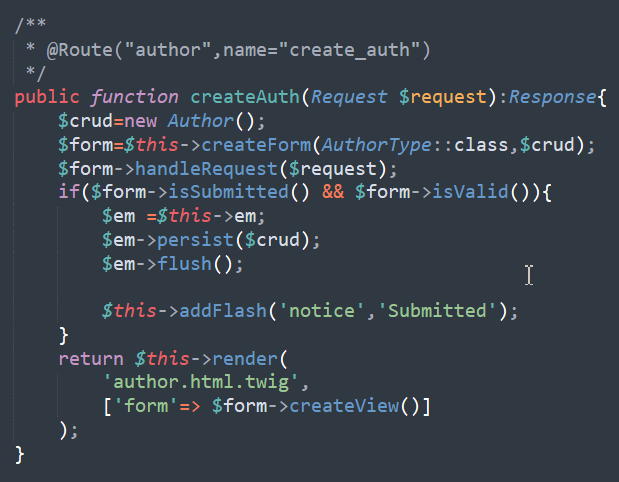 /**
 * @Route("author",name="create_auth")
 */
public function createAuth(Request $request):Response{
    $crud=new Author();
    $form=$this->createForm(AuthorType::class,$crud);
    $form->handleRequest($request);
    if($form->isSubmitted() && $form->isValid()){
        $em =$this->em;
        $em->persist($crud);
        $em->flush();

        $this->addFlash('notice','Submitted');
    }
    return $this->render(
        'author.html.twig',
        ['form'=> $form->createView()]
    );
}